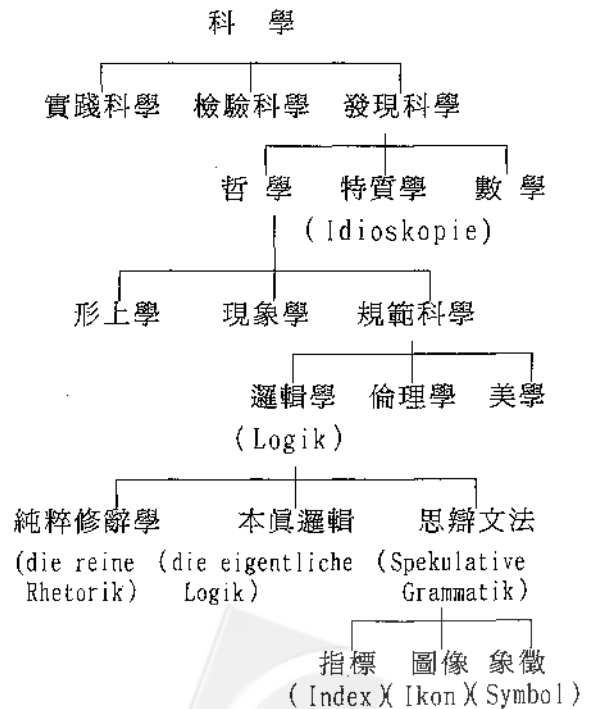 科 學
實踐科學 檢驗科學 發現科學
哲 學 特質學 數 學
(Idioskopie)
形上學 現象學 規範科學
邏輯學 倫理學 美學
(Logik)
純粹修辭學 本眞邏輯 思辯文法
(die reine (die eigentliche (Spekulative
Rhetorik) Logik) Grammatik)
指標 圖像 象徵
(Index)(Ikon)(Symbol)